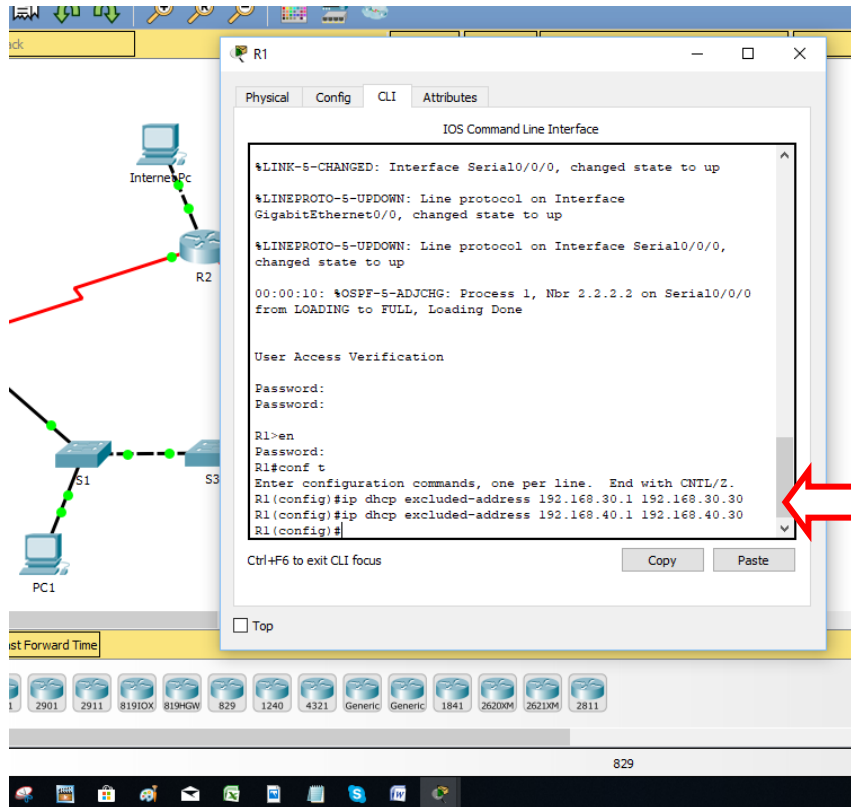 ack
R1
Physical Config CLI Attributes
IOS Command Line Interface
%LINK-5-CHANGED: Interface Serial0/0/0, changed state to up
%LINEPROTO-5-UPDOWN: Line protocol on Interface
GigabitEthernet0/0, changed state to up
%LINEPROTO-5-UPDOWN: Line protocol on Interface Serial0/0/0,
changed state to up
00:00:10: %OSPF-5-ADJCHG: Process 1, Nbr 2.2.2.2 on Serial0/0/0
from LOADING to FULL, Loading Done
User Access Verification
Password:
Password:
R1>en
Password:
R1#conf t
Enter configuration commands, one per line. End with CNTL/Z.
R1(config)#ip dhcp excluded-address 192.168.30.1 192.168.30.30
R1(config)#ip dhcp excluded-address 192.168.40.1 192.168.40.30
R1(config)#
Ctrl+F6 to exit CLI focus
Copy Paste
Top
Internet Pc
R2
S1
S3
PC1
ast Forward Time
1 2901 2911 819IOX 819HGW 829 1240 4321 Generic Generic 1841 2620XM 2621XM 2811
829